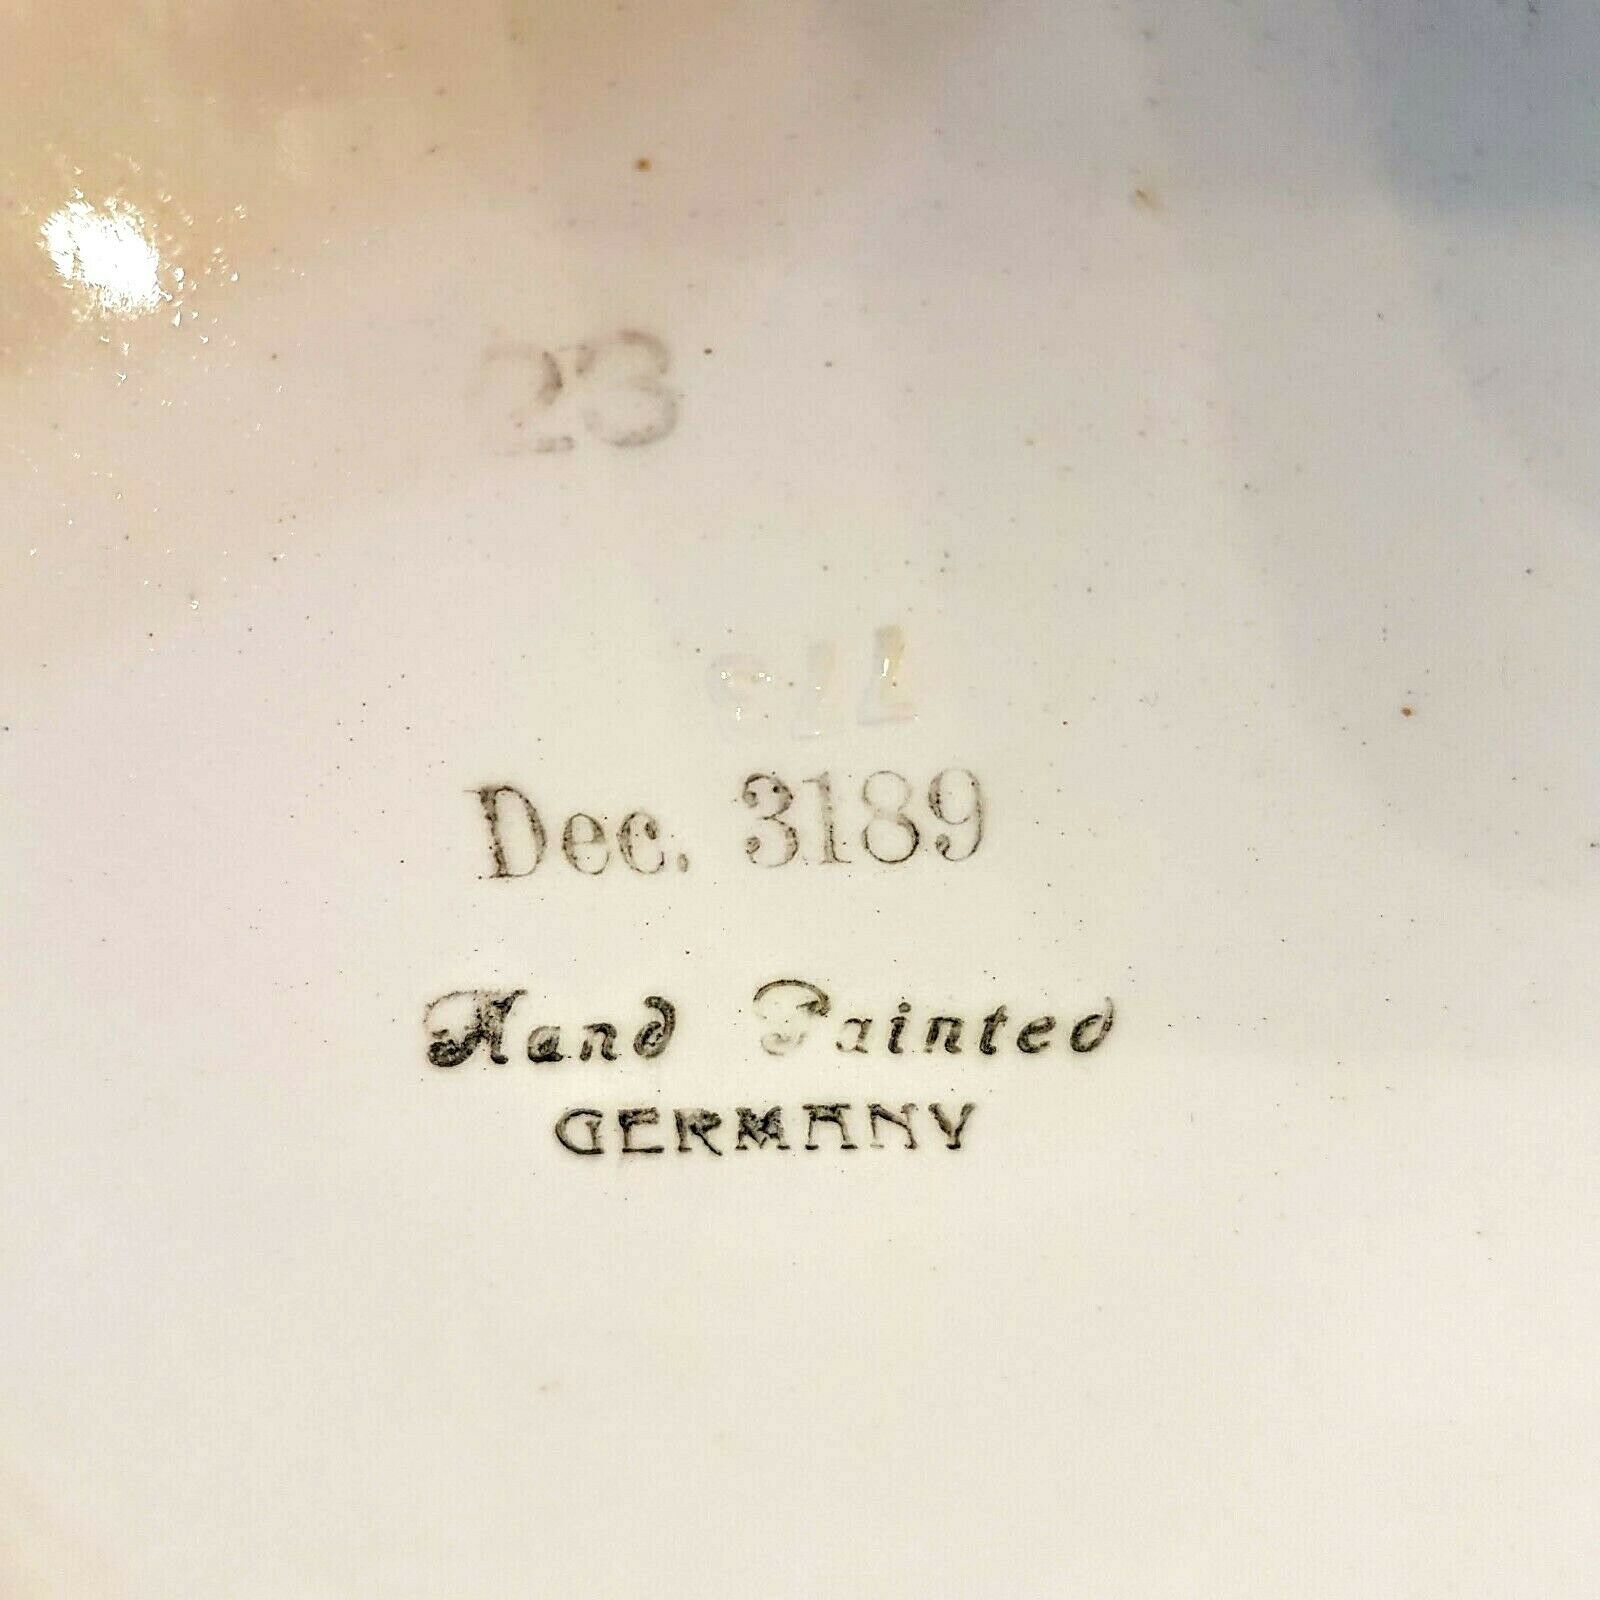 23
Dec. 3189
Hand Painted
GERMANY